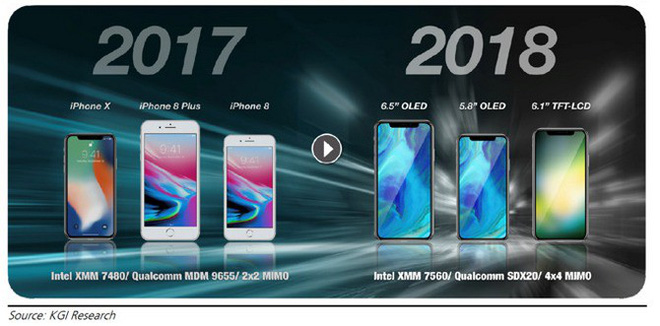 2017
2018
iPhone X
iPhone 8 Plus
iPhone 8
6.5” OLED
5.8” OLED
6.1” TFT-LCD
9:41
9:41
9:41
Intel XMM 7480/ Qualcomm MDM 9655/ 2x2 MIMO
Intel XMM 7560/ Qualcomm SDX20/ 4x4 MIMO
Source: KGI Research